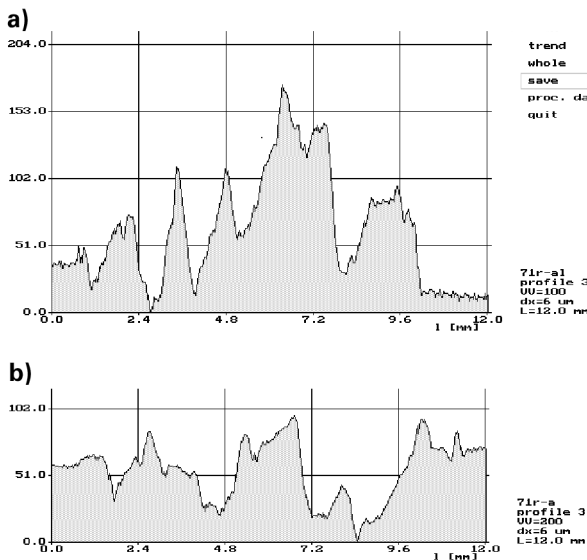 a)
204.0
153.0
102.0
51.0
0.0
0.0 2.4 4.8 7.2 9.6 12.0
l [mm]
trend
whole
save
proc. da
quit
71r-a1
profile 3
VV=100
dx=6 um
L=12.0 mm
b)
102.0
51.0
0.0
0.0 2.4 4.8 7.2 9.6 12.0
l [mm]
71r-a
profile 3
VV=200
dx=6 um
L=12.0 mm